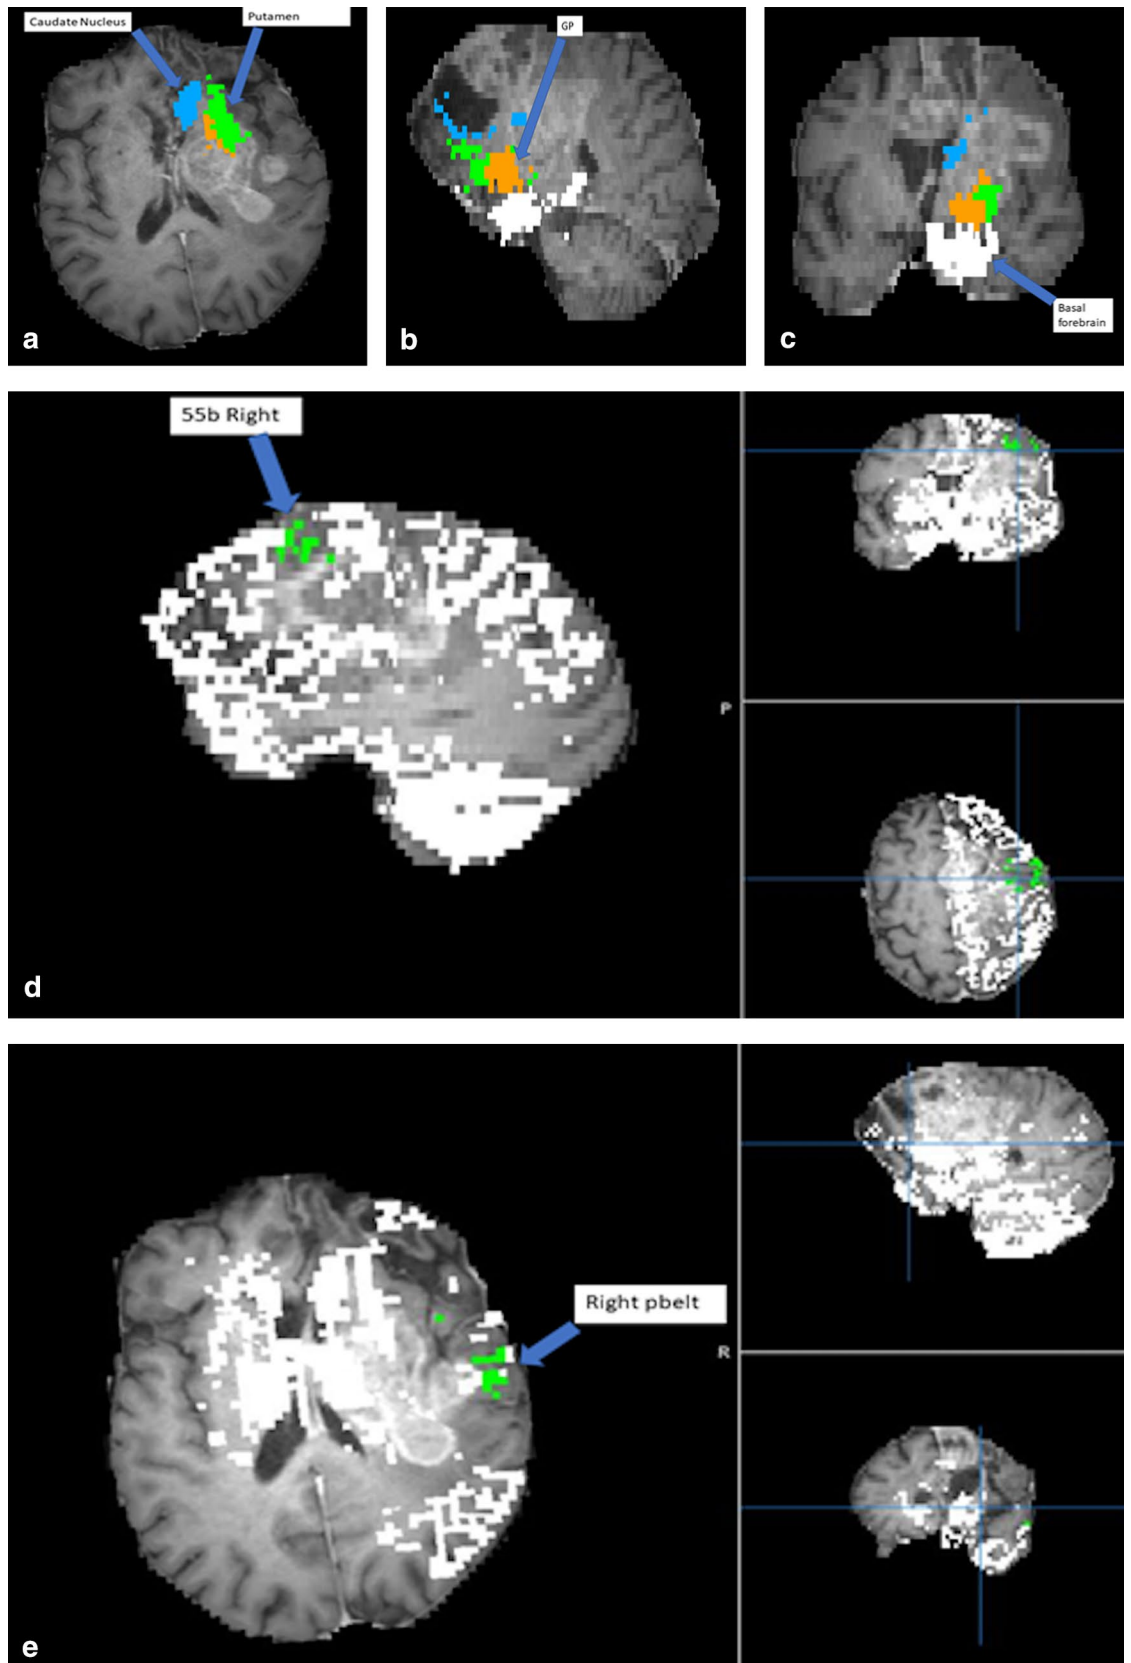 Caudate Nucleus
Putamen
GP
Basal
forebrain
a
b
c
55b Right
P
d
Right pbelt
R
e